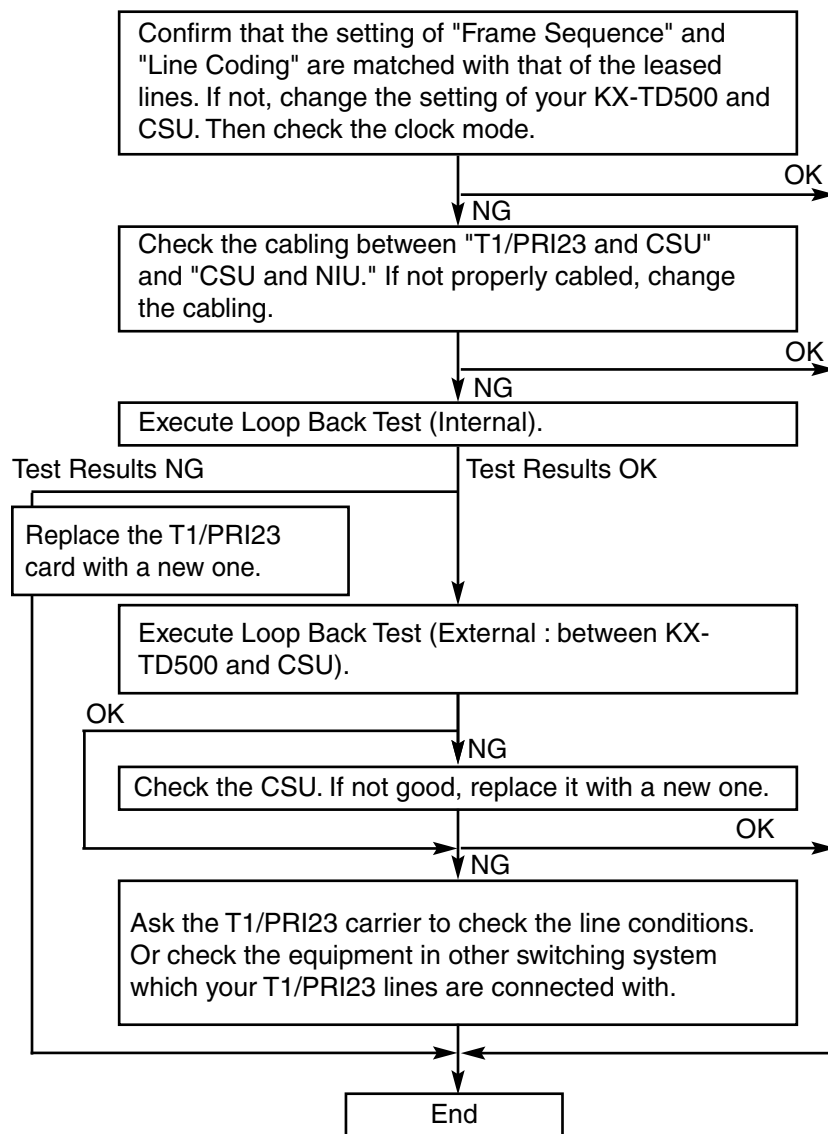 Confirm that the setting of "Frame Sequence" and
"Line Coding" are matched with that of the leased
lines. If not, change the setting of your KX-TD500 and
CSU. Then check the clock mode.
OK
NG
Check the cabling between "T1/PRI23 and CSU"
and "CSU and NIU." If not properly cabled, change
the cabling.
OK
NG
Execute Loop Back Test (Internal).
Test Results NG
Test Results OK
Replace the T1/PRI23
card with a new one.
Execute Loop Back Test (External : between KX-
TD500 and CSU).
OK
NG
Check the CSU. If not good, replace it with a new one.
OK
NG
Ask the T1/PRI23 carrier to check the line conditions.
Or check the equipment in other switching system
which your T1/PRI23 lines are connected with.
End